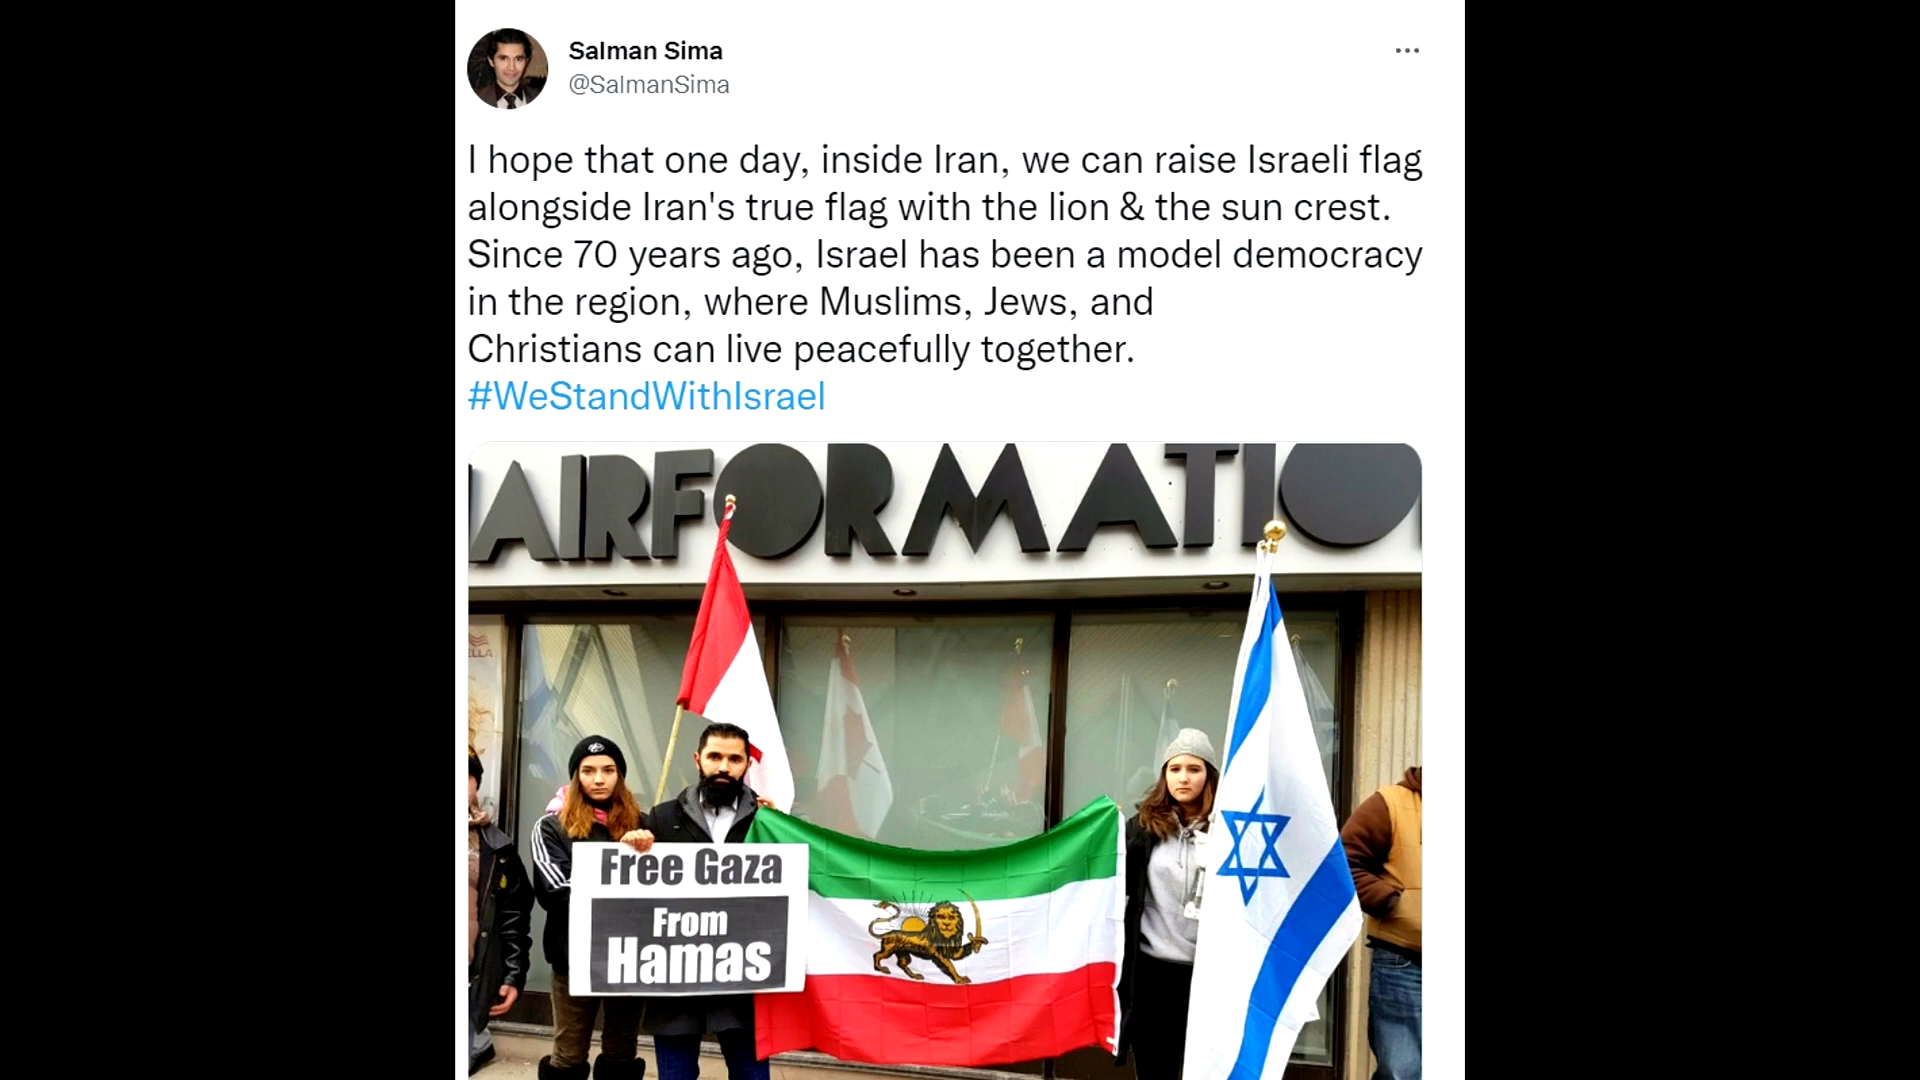 Salman Sima
@SalmanSima
I hope that one day, inside Iran, we can raise Israeli flag
alongside Iran's true flag with the lion & the sun crest.
Since 70 years ago, Israel has been a model democracy
in the region, where Muslims, Jews, and
Christians can live peacefully together.
#WeStandWithIsrael
AIRFORMATIO
Free Gaza
From
Hamas